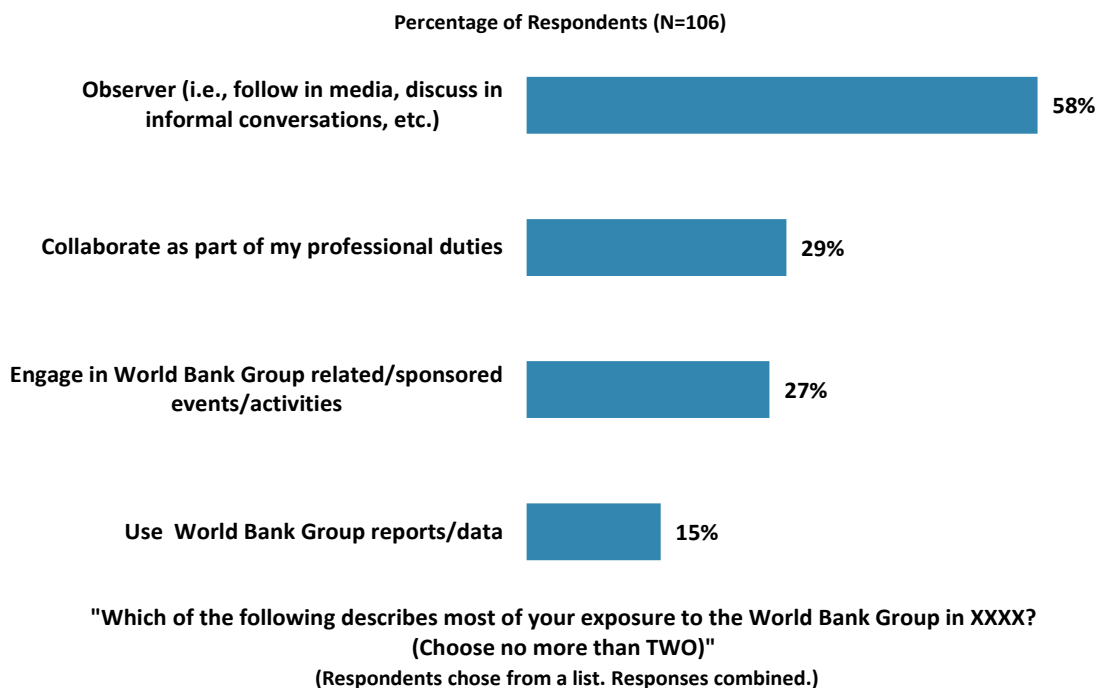 Percentage of Respondents (N=106)
Observer (i.e., follow in media, discuss in
informal conversations, etc.)
58%
Collaborate as part of my professional duties
29%
Engage in World Bank Group related/sponsored
events/activities
27%
Use  World Bank Group reports/data
15%
"Which of the following describes most of your exposure to the World Bank Group in XXXX?
(Choose no more than TWO)"
(Respondents chose from a list. Responses combined.)